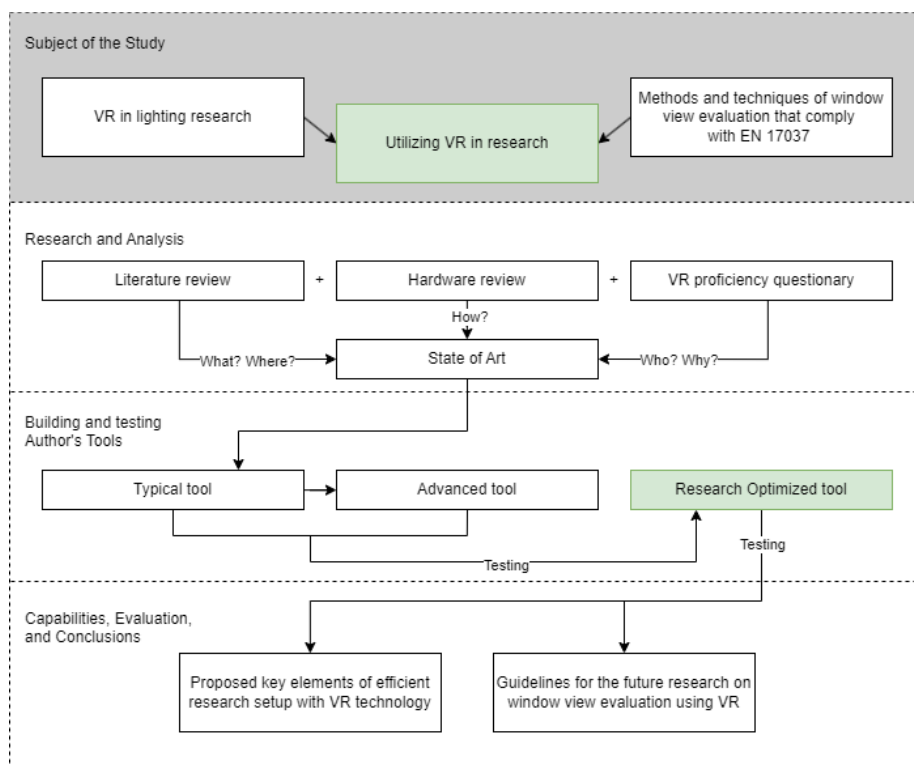 Subject of the Study
VR in lighting research
Utilizing VR in research
Methods and techniques of window
view evaluation that comply
with EN 17037
Research and Analysis
Literature review
+
Hardware review
+
VR proficiency questionary
How?
What? Where?
State of Art
Who? Why?
Building and testing
Author's Tools
Typical tool
Advanced tool
Research Optimized tool
Testing
Testing
Capabilities, Evaluation,
and Conclusions
Proposed key elements of efficient
research setup with VR technology
Guidelines for the future research on
window view evaluation using VR